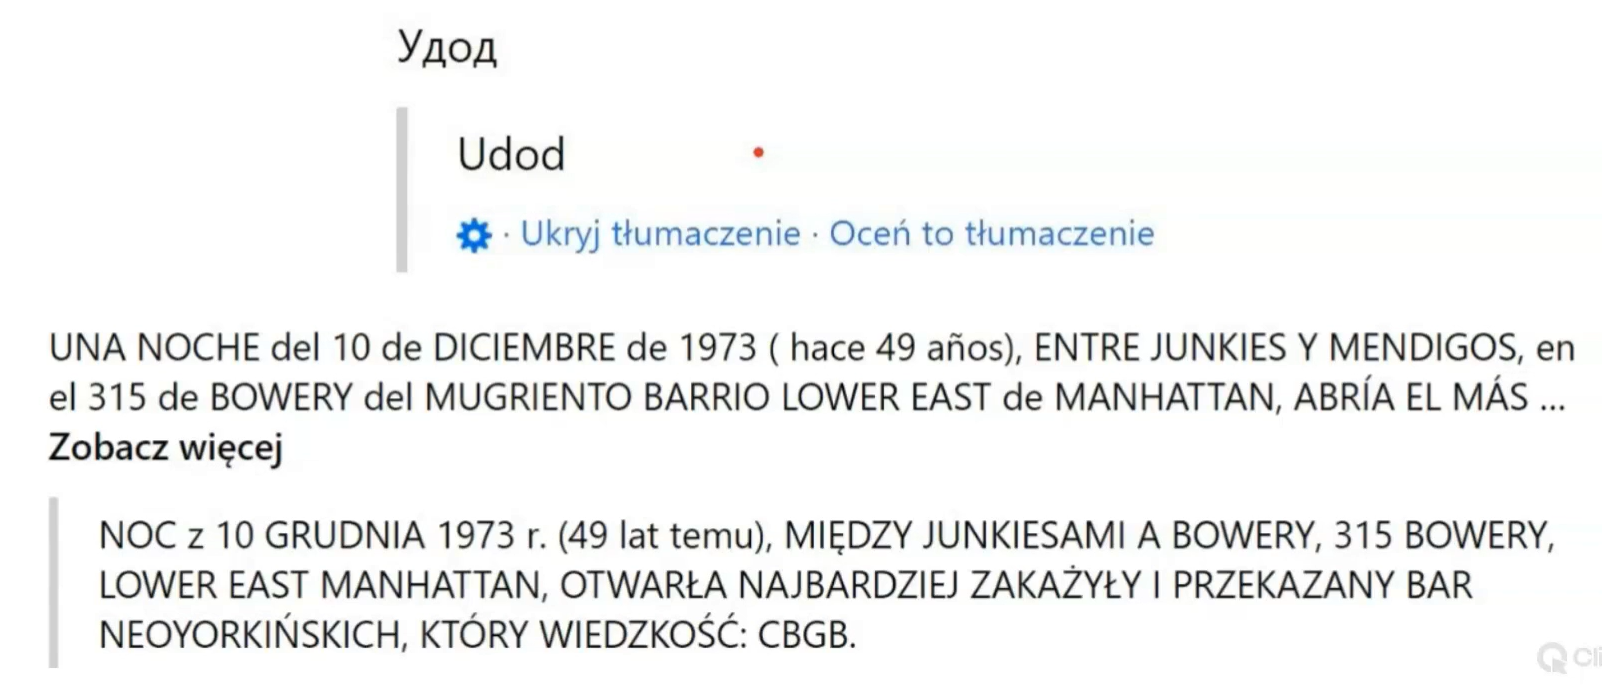 Удод
Udod
· Ukryj tłumaczenie · Oceń to tłumaczenie
UNA NOCHE del 10 de DICIEMBRE de 1973 ( hace 49 años), ENTRE JUNKIES Y MENDIGOS, en
el 315 de BOWERY del MUGRIENTO BARRIO LOWER EAST de MANHATTAN, ABRÍA EL MÁS ...
Zobacz więcej
NOC z 10 GRUDNIA 1973 r. (49 lat temu), MIĘDZY JUNKIESAMI A BOWERY, 315 BOWERY,
LOWER EAST MANHATTAN, OTWARŁA NAJBARDZIEJ ZAKAŻYŁY I PRZEKAZANY BAR
NEOYORKIŃSKICH, KTÓRY WIEDZKOŚĆ: CBGB.